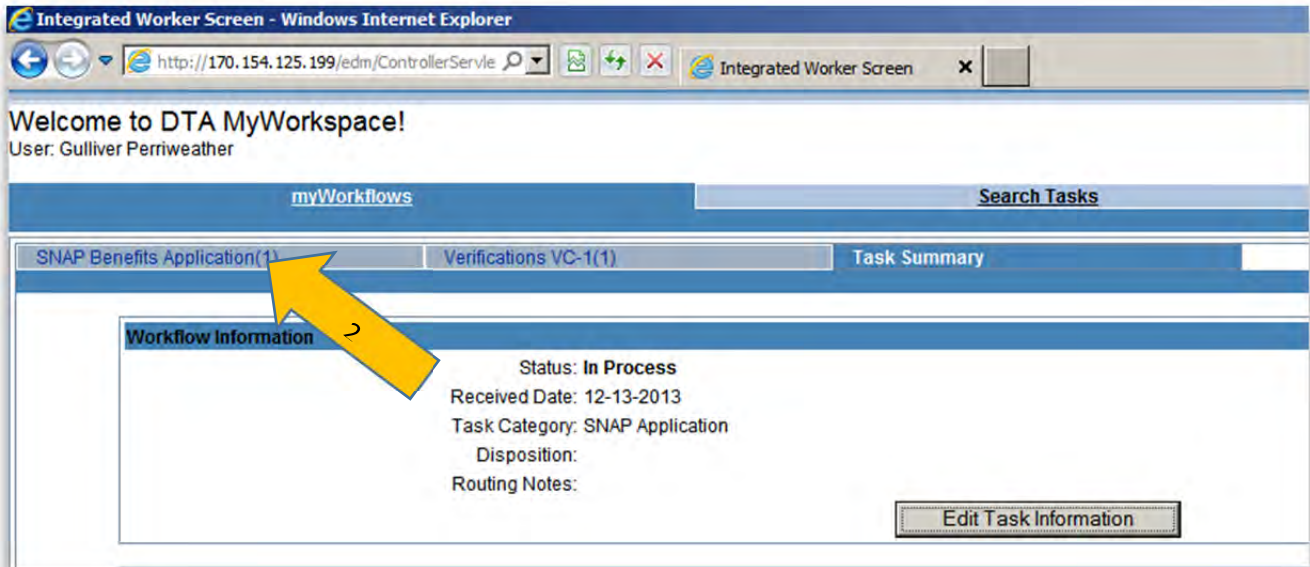 Integrated Worker Screen - Windows Internet Explorer
http://170.154.125.199/edm/ControllerServle
Integrated Worker Screen
Welcome to DTA MyWorkspace!
User: Gulliver Perriweather
myWorkflows Search Tasks
SNAP Benefits Application(1) Verifications VC-1(1) Task Summary
2
Workflow Information
Status: In Process
Received Date: 12-13-2013
Task Category: SNAP Application
Disposition:
Routing Notes:
Edit Task Information